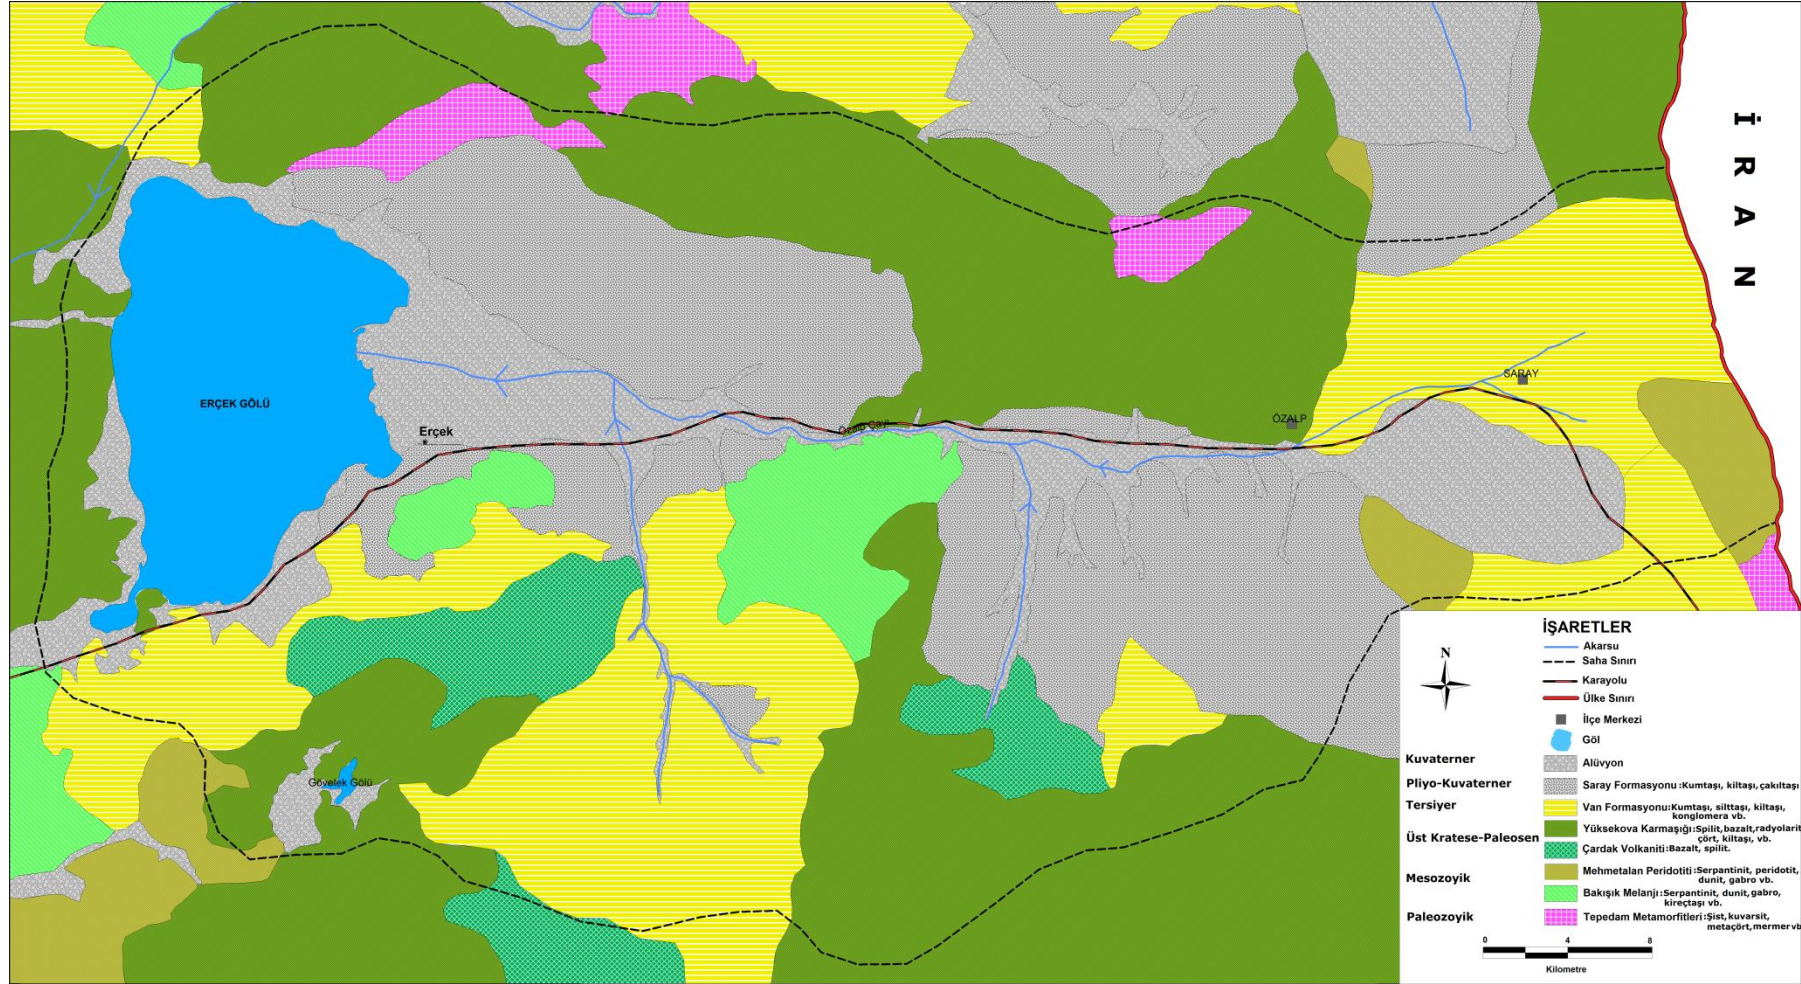 İRAN
ERÇEK GÖLÜ
Erçek
Özalp Çayı
ÖZALP
SARAY
Gövelek Gölü
İŞARETLER
N
Akarsu
Saha Sınırı
Karayolu
Ülke Sınırı
İlçe Merkezi
Göl
Kuvaterner
Alüvyon
Pliyo-Kuvaterner
Saray Formasyonu:Kumtaşı, kiltaşı,çakıltaşı
Tersiyer
Van Formasyonu:Kumtaşı, silttaşı, kiltaşı,
konglomera vb.
Üst Kratese-Paleosen
Yüksekova Karmaşığı:Spilit,bazalt,radyolarit
çört, kiltaşı, vb.
Çardak Volkaniti:Bazalt, spilit.
Mesozoyik
Mehmetalan Peridotiti:Serpantinit, peridotit,
dunit, gabro vb.
Bakışık Melanjı:Serpantinit, dunit,gabro,
kireçtaşı vb.
Paleozoyik
Tepedam Metamorfitleri:Şist,kuvarsit,
metaçört,mermer vb
0 4 8
Kilometre